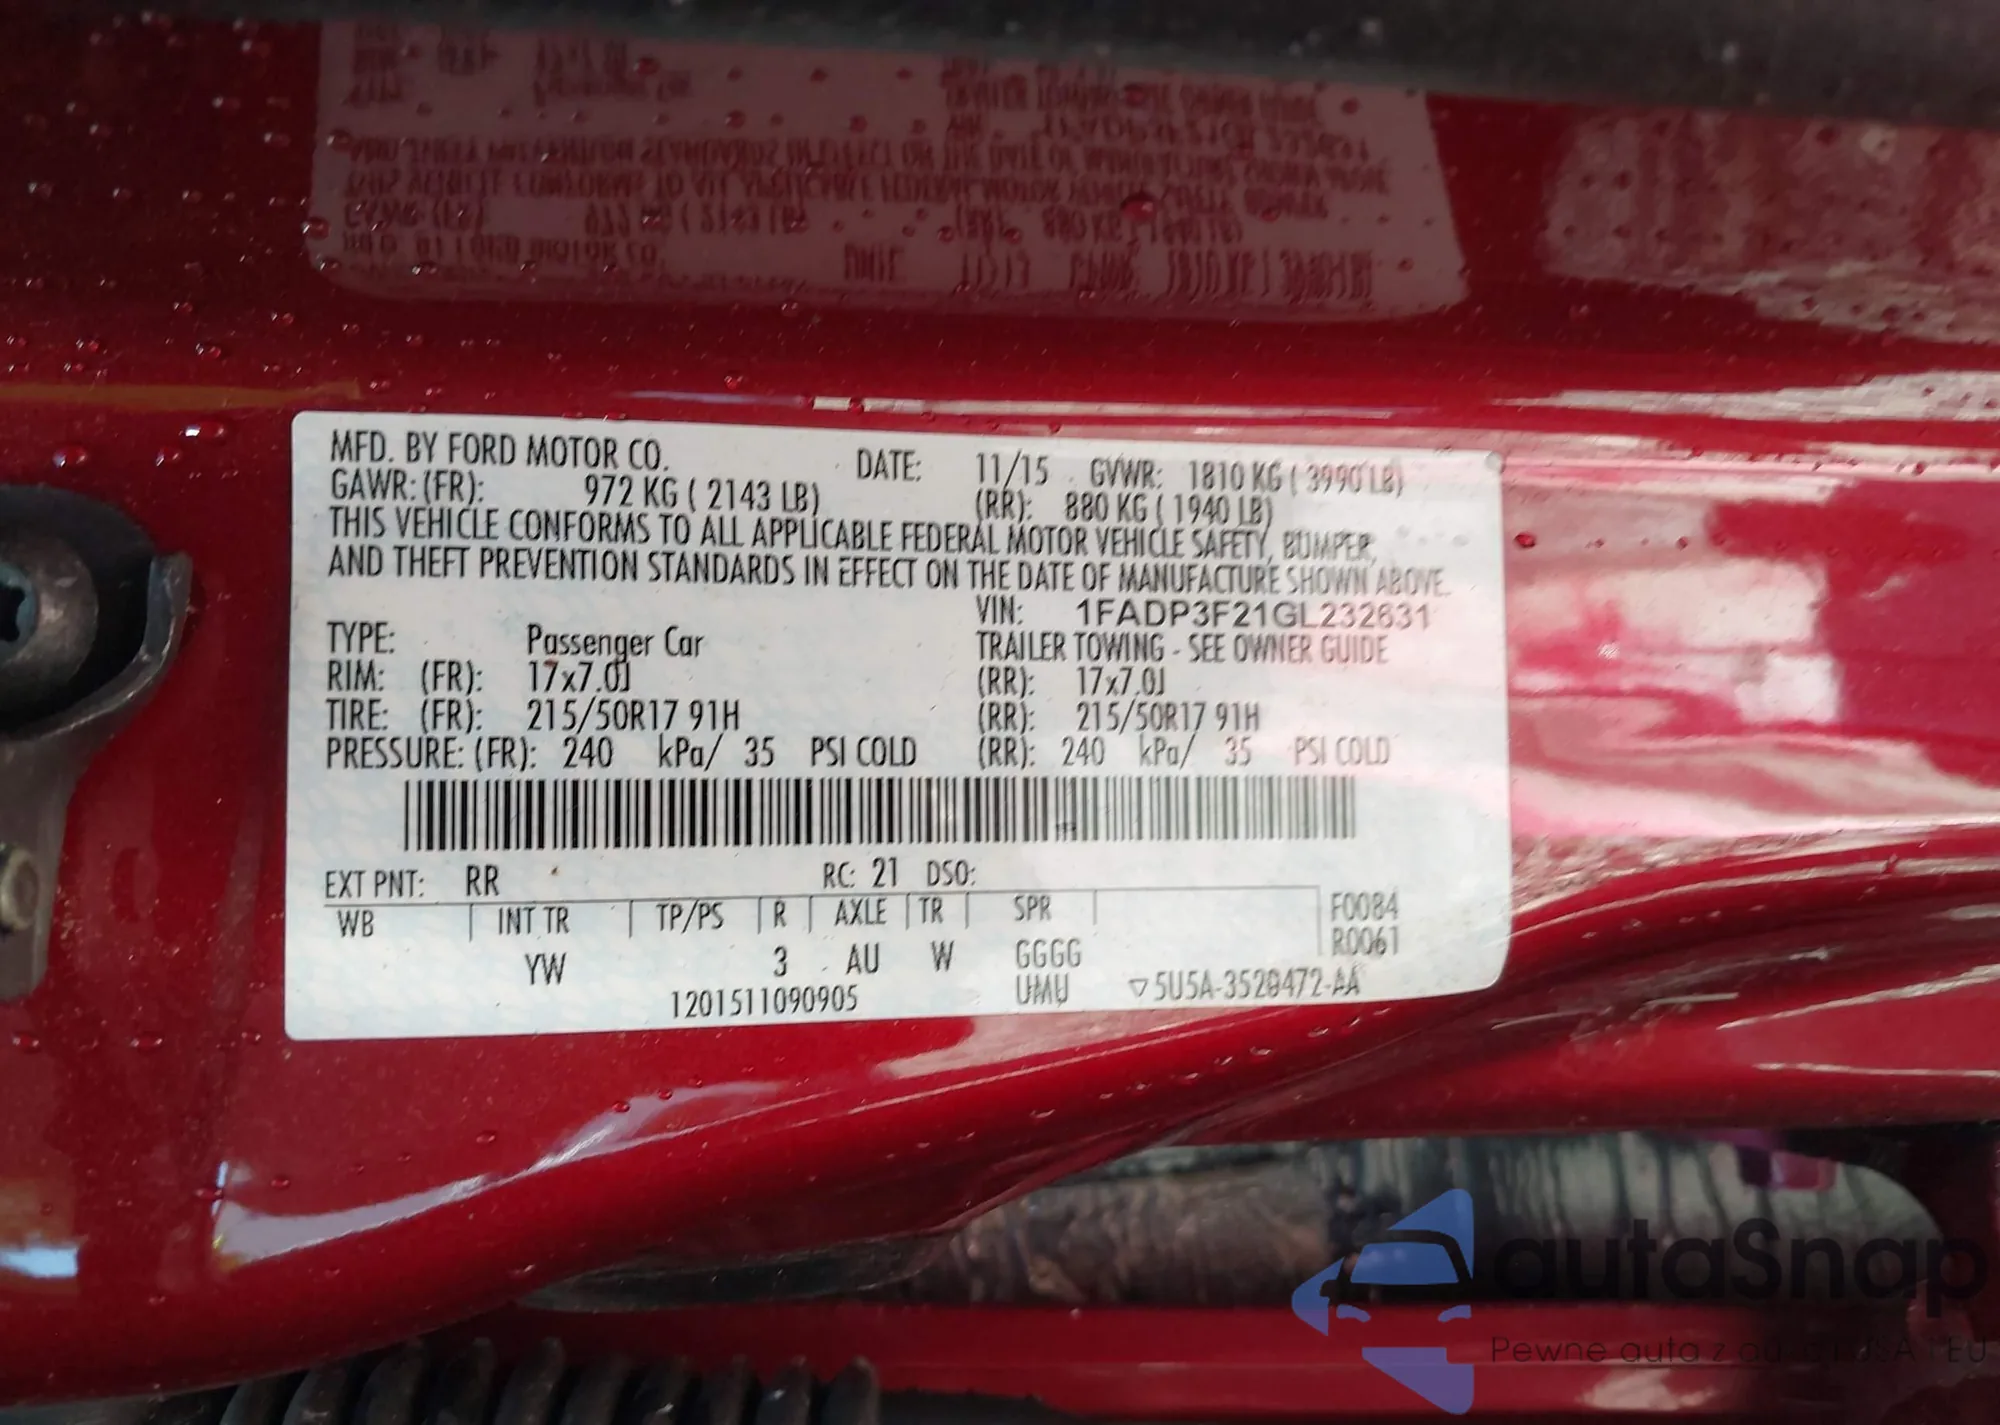 MFD. BY FORD MOTOR CO. DATE: 11/15 GVWR: 1810 KG ( 3990 LB)
GAWR: (FR): 972 KG ( 2143 LB) (RR): 880 KG ( 1940 LB)
THIS VEHICLE CONFORMS TO ALL APPLICABLE FEDERAL MOTOR VEHICLE SAFETY, BUMPER,
AND THEFT PREVENTION STANDARDS IN EFFECT ON THE DATE OF MANUFACTURE SHOWN ABOVE.
VIN: 1FADP3F21GL232631
TYPE: Passenger Car TRAILER TOWING - SEE OWNER GUIDE
RIM: (FR): 17x7.0J (RR): 17x7.0J
TIRE: (FR): 215/50R17 91H (RR): 215/50R17 91H
PRESSURE: (FR): 240 kPa/ 35 PSI COLD (RR): 240 kPa/ 35 PSI COLD
EXT PNT: RR RC: 21 DSO:
WB INT TR TP/PS R AXLE TR SPR F0084
R0061
YW 3 AU W GGGG
1201511090905 UMU ▽5U5A-3520472-AA
autaSnap
Pewne auta z USA i EU